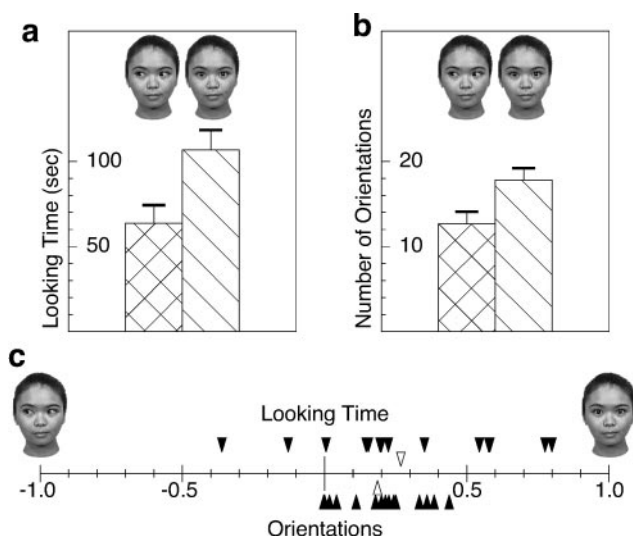 a
b
Looking Time (sec)
100
50
Number of Orientations
20
10
c
Looking Time
-1.0
-0.5
0.5
1.0
Orientations